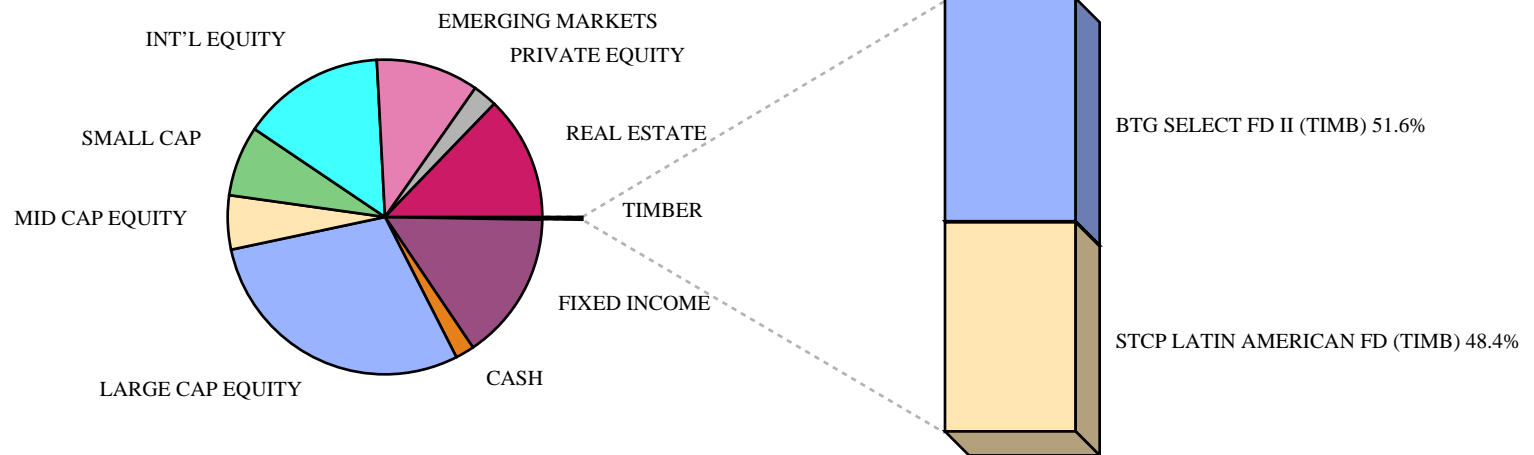 EMERGING MARKETS
INT'L EQUITY
PRIVATE EQUITY
BTG SELECT FD II (TIMB) 51.6%
REAL ESTATE
SMALL CAP
TIMBER
MID CAP EQUITY
FIXED INCOME
STCP LATIN AMERICAN FD (TIMB) 48.4%
CASH
LARGE CAP EQUITY